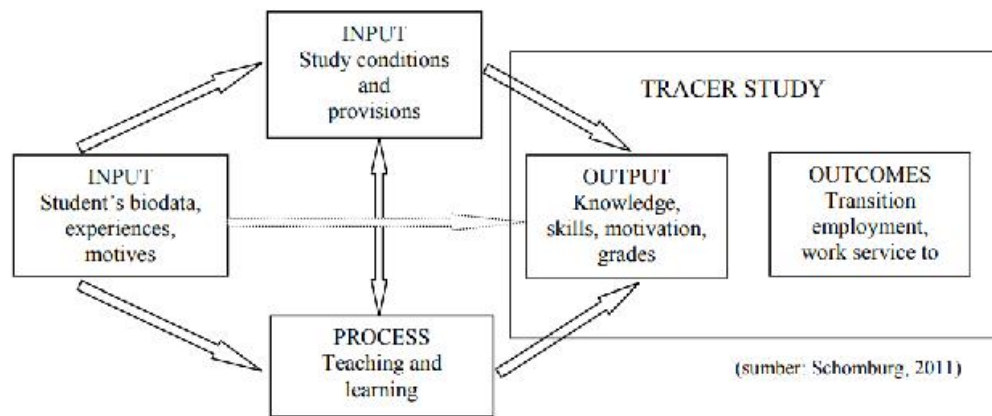 INPUT
Study conditions
and
provisions
TRACER STUDY
INPUT
Student's biodata,
experiences,
motives
OUTPUT
Knowledge,
skills, motivation,
grades
OUTCOMES
Transition
employment,
work service to
PROCESS
Teaching and
learning
(sumber: Schomburg, 2011)